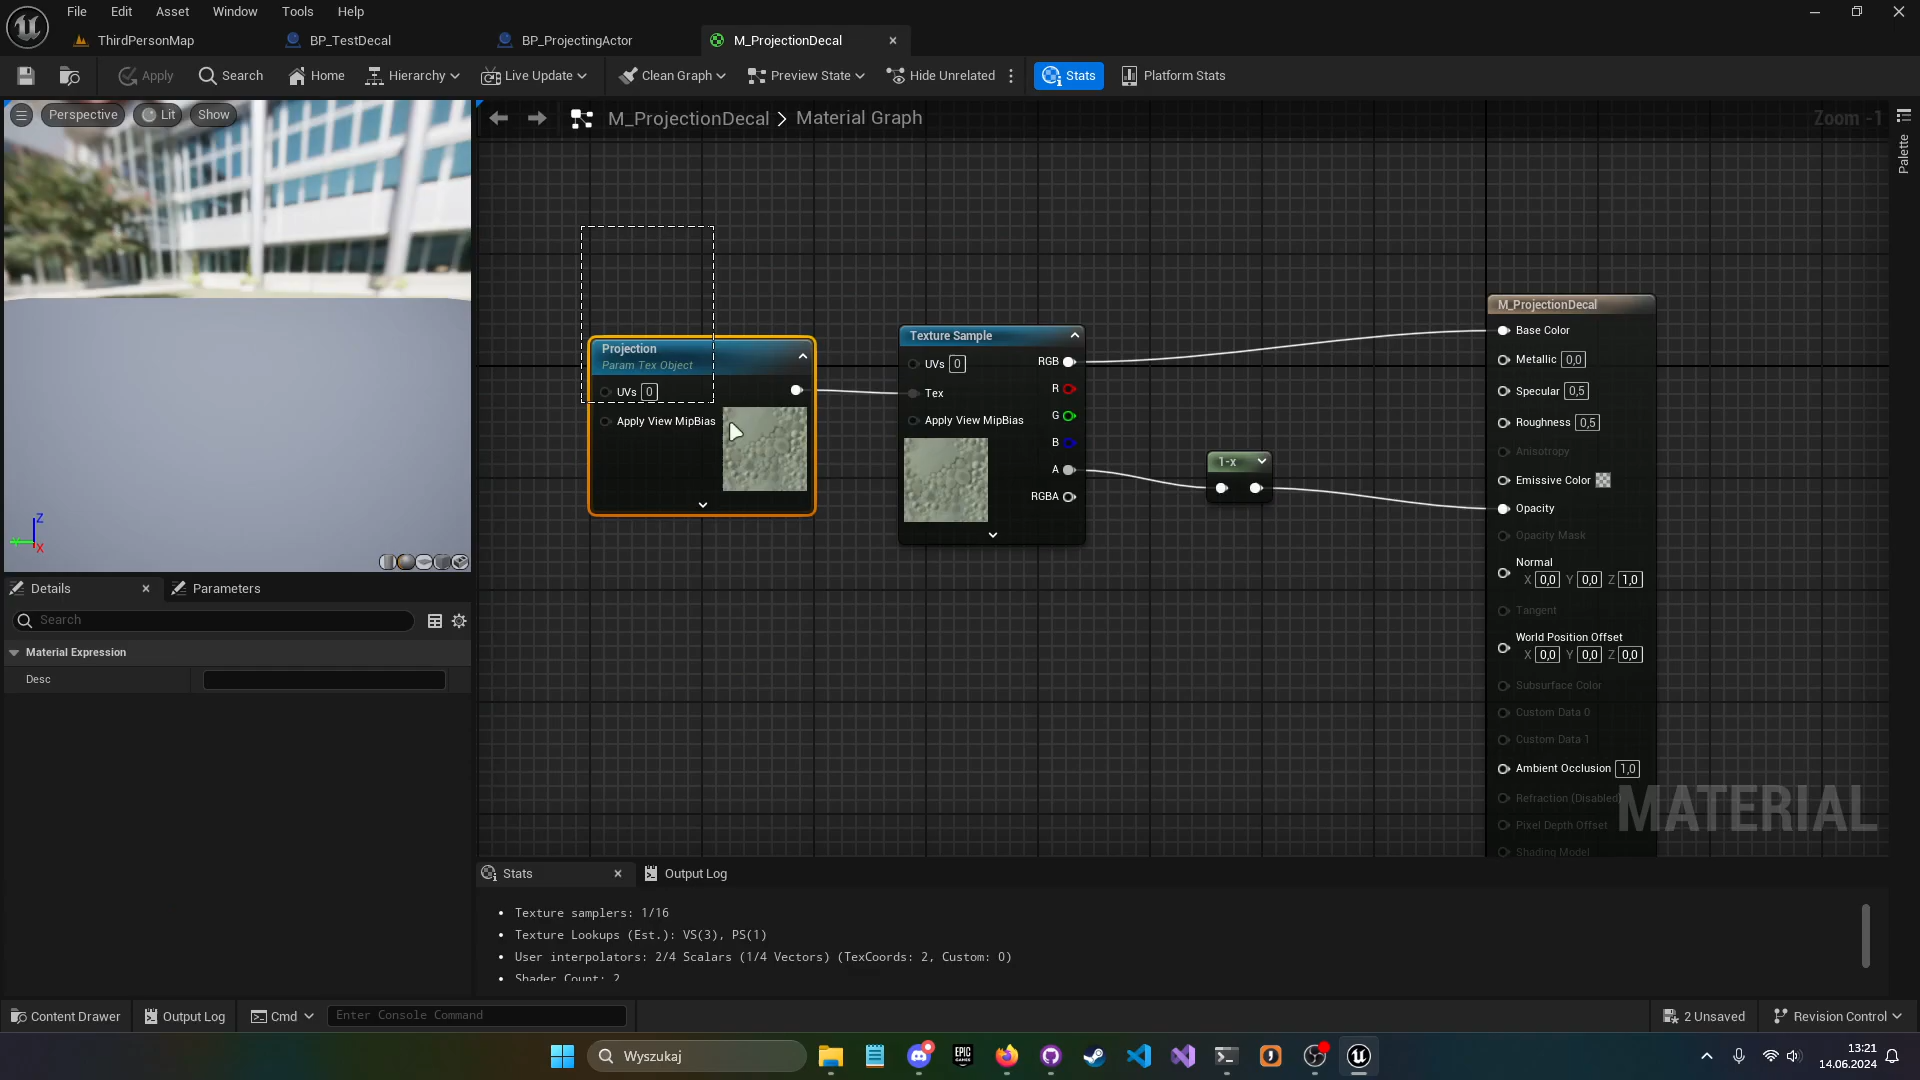 File Edit Asset Window Tools Help
ThirdPersonMap BP_TestDecal BP_ProjectingActor M_ProjectionDecal
Apply Search Home Hierarchy Live Update Clean Graph Preview State Hide Unrelated Stats Platform Stats
Perspective Lit Show
M_ProjectionDecal Material Graph
Zoom -1
Palette
Z
X
Projection
Param Tex Object
UVs 0
Apply View MipBias
Texture Sample
UVs 0
Tex
Apply View MipBias
RGB
R
G
B
A
RGBA
1-x
M_ProjectionDecal
Base Color
Metallic 0,0
Specular 0,5
Roughness 0,5
Anisotropy
Emissive Color
Opacity
Opacity Mask
Normal
X 0,0 Y 0,0 Z 1,0
Tangent
World Position Offset
X 0,0 Y 0,0 Z 0,0
Subsurface Color
Custom Data 0
Custom Data 1
Ambient Occlusion 1,0
Refraction (Disabled)
Pixel Depth Offset
Shading Model
MATERIAL
Details Parameters
Search
Material Expression
Desc
Stats Output Log
• Texture samplers: 1/16
• Texture Lookups (Est.): VS(3), PS(1)
• User interpolators: 2/4 Scalars (1/4 Vectors) (TexCoords: 2, Custom: 0)
• Shader Count: 2
Content Drawer Output Log Cmd Enter Console Command 2 Unsaved Revision Control
Wyszukaj
EPIC GAMES
13:21
14.06.2024